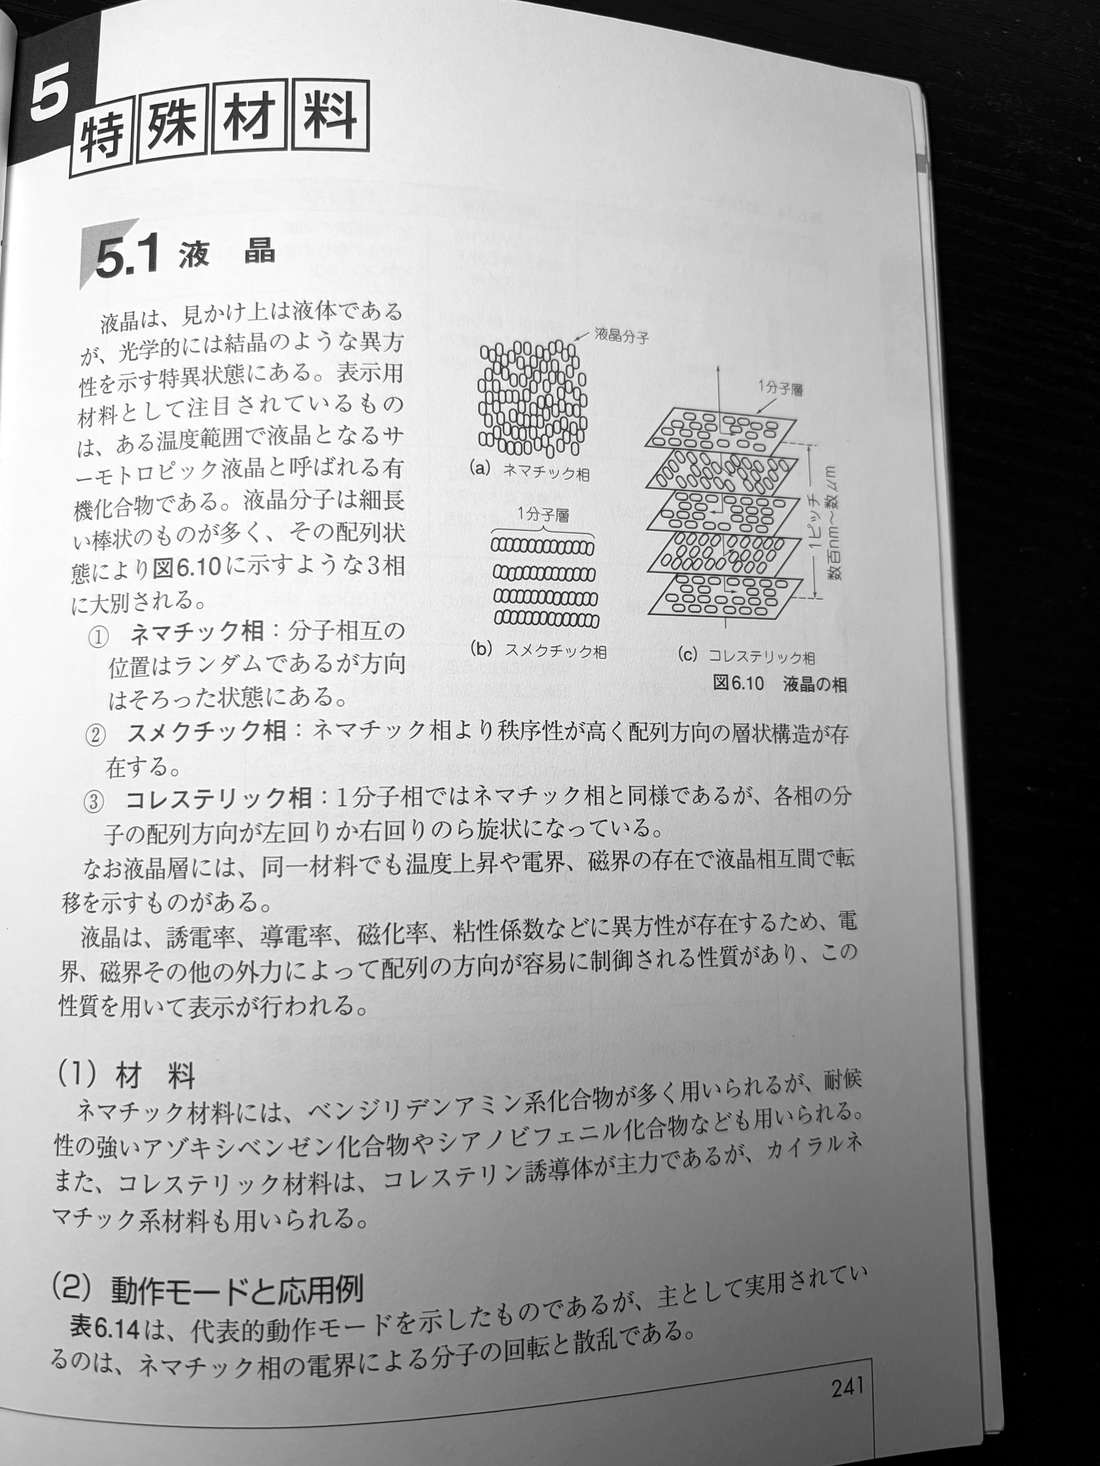 5
特殊材料
5.1 液 晶
液晶は、見かけ上は液体である
が、光学的には結晶のような異方
性を示す特異状態にある。表示用
材料として注目されているもの
は、ある温度範囲で液晶となるサ
ーモトロピック液晶と呼ばれる有
機化合物である。液晶分子は細長
い棒状のものが多く、その配列状
態により図6.10に示すような3相
に大別される。
① ネマチック相：分子相互の
位置はランダムであるが方向
はそろった状態にある。
液晶分子
(a) ネマチック相
1分子層
(b) スメクチック相
1分子層
1ピッチ
数百nm～数μm
(c) コレステリック相
図6.10 液晶の相
② スメクチック相：ネマチック相より秩序性が高く配列方向の層状構造が存
在する。
③ コレステリック相：1分子相ではネマチック相と同様であるが、各相の分
子の配列方向が左回りか右回りのら旋状になっている。
なお液晶層には、同一材料でも温度上昇や電界、磁界の存在で液晶相互間で転
移を示すものがある。
液晶は、誘電率、導電率、磁化率、粘性係数などに異方性が存在するため、電
界、磁界その他の外力によって配列の方向が容易に制御される性質があり、この
性質を用いて表示が行われる。
(1) 材 料
ネマチック材料には、ベンジリデンアミン系化合物が多く用いられるが、耐候
性の強いアゾキシベンゼン化合物やシアノビフェニル化合物なども用いられる。
また、コレステリック材料は、コレステリン誘導体が主力であるが、カイラルネ
マチック系材料も用いられる。
(2) 動作モードと応用例
表6.14は、代表的動作モードを示したものであるが、主として実用されてい
るのは、ネマチック相の電界による分子の回転と散乱である。
241